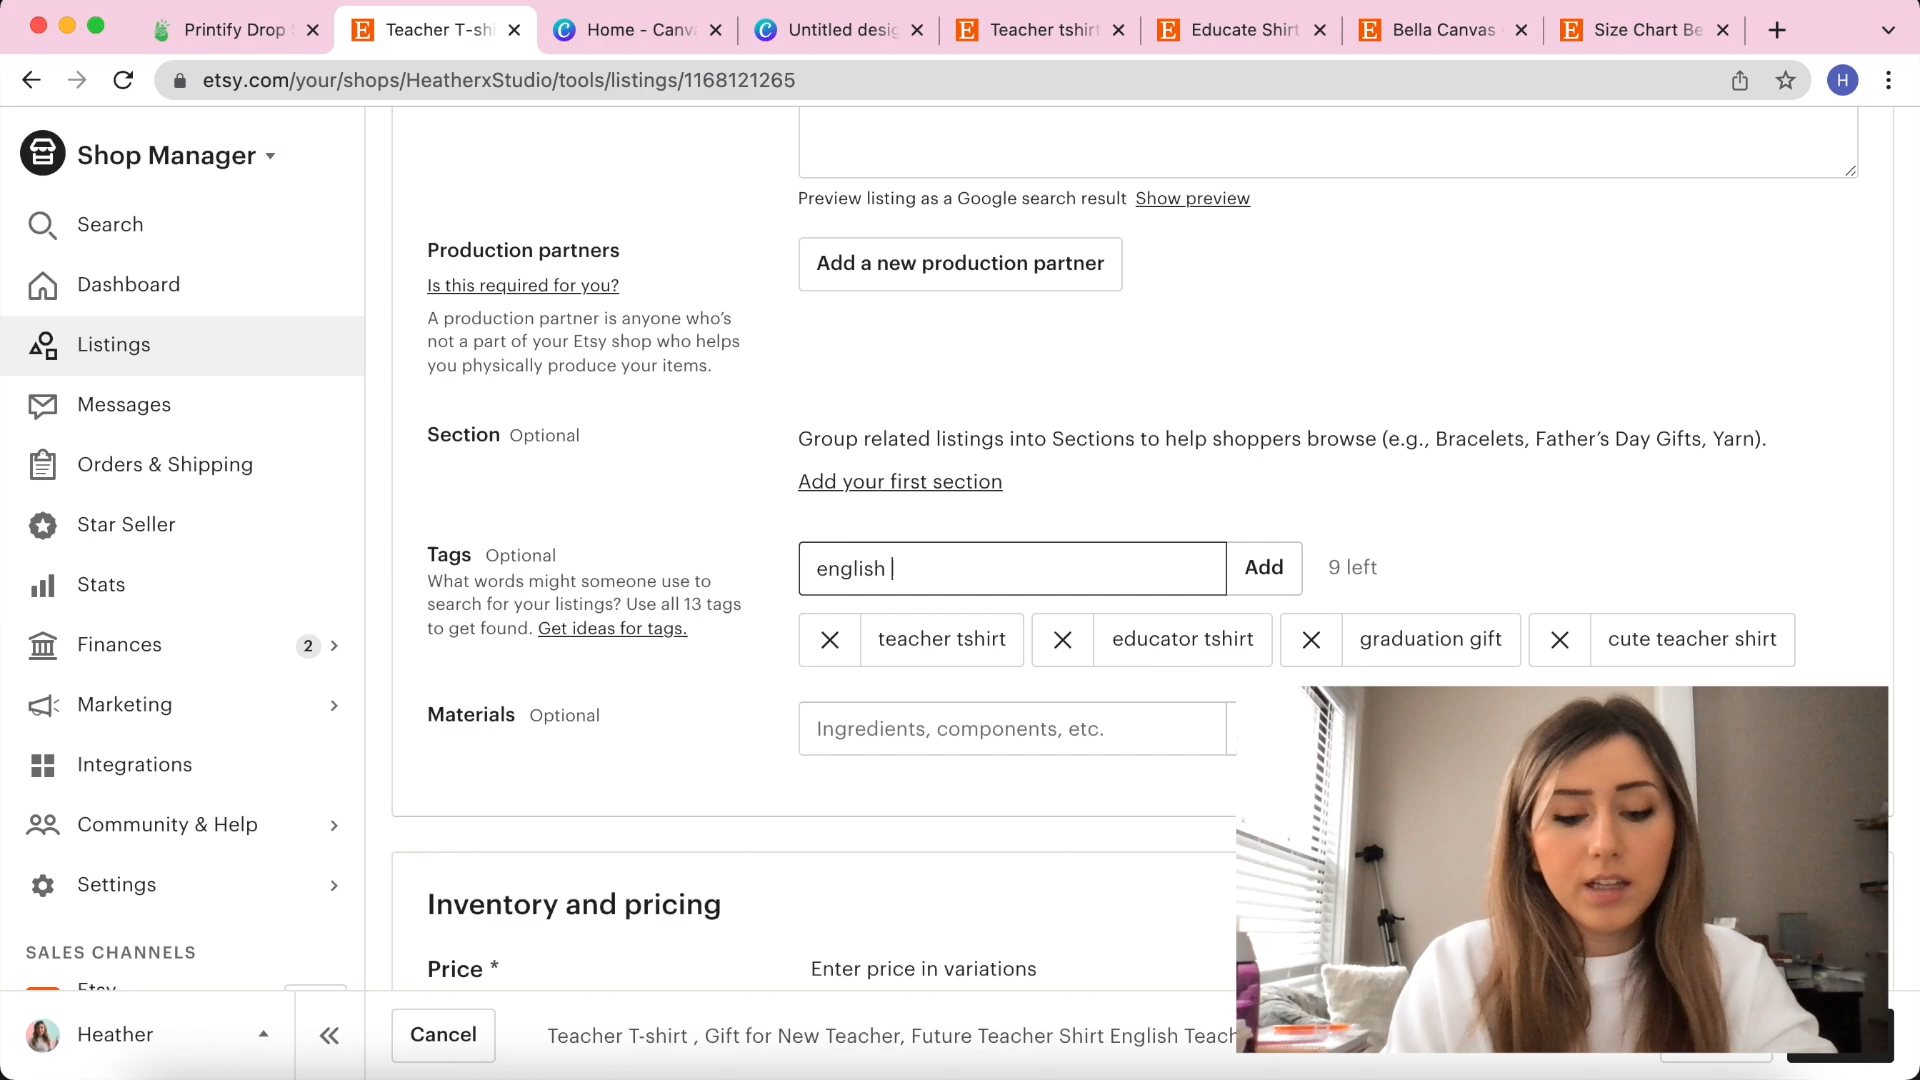 Printify Drop S
Teacher T-shi
Home - Canva
Untitled desig
Teacher tshirt
Educate Shirt
Bella Canvas
Size Chart Be
etsy.com/your/shops/HeatherxStudio/tools/listings/1168121265
H
Shop Manager
Search
Dashboard
Listings
Messages
Orders & Shipping
Star Seller
Stats
Finances 2
Marketing
Integrations
Community & Help
Settings
SALES CHANNELS
Etsy
Heather
Preview listing as a Google search result Show preview
Production partners
Is this required for you?
A production partner is anyone who's
not a part of your Etsy shop who helps
you physically produce your items.
Add a new production partner
Section Optional
Group related listings into Sections to help shoppers browse (e.g., Bracelets, Father's Day Gifts, Yarn).
Add your first section
Tags Optional
What words might someone use to
search for your listings? Use all 13 tags
to get found. Get ideas for tags.
english
Add
9 left
teacher tshirt
educator tshirt
graduation gift
cute teacher shirt
Materials Optional
Ingredients, components, etc.
Inventory and pricing
Price *
Enter price in variations
Cancel
Teacher T-shirt , Gift for New Teacher, Future Teacher Shirt English Teach